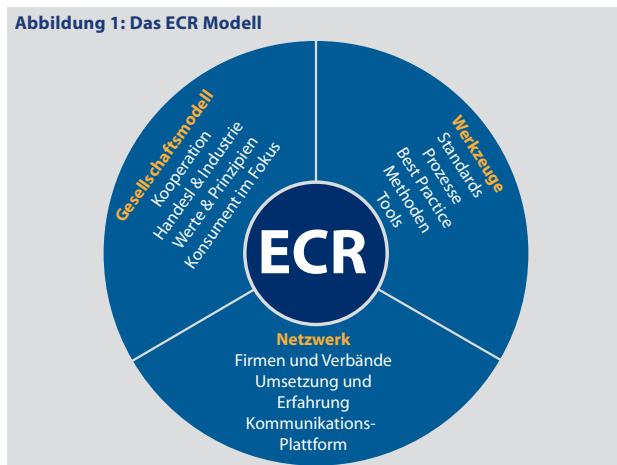 Abbildung 1: Das ECR Modell
Gesellschaftsmodell
Kooperation
Handesl & Industrie
Werte & Prinzipien
Konsument im Fokus
Werkzeuge
Standards
Prozesse
Best Practice
Methoden
Tools
ECR
Netzwerk
Firmen und Verbände
Umsetzung und
Erfahrung
Kommunikations-
Plattform